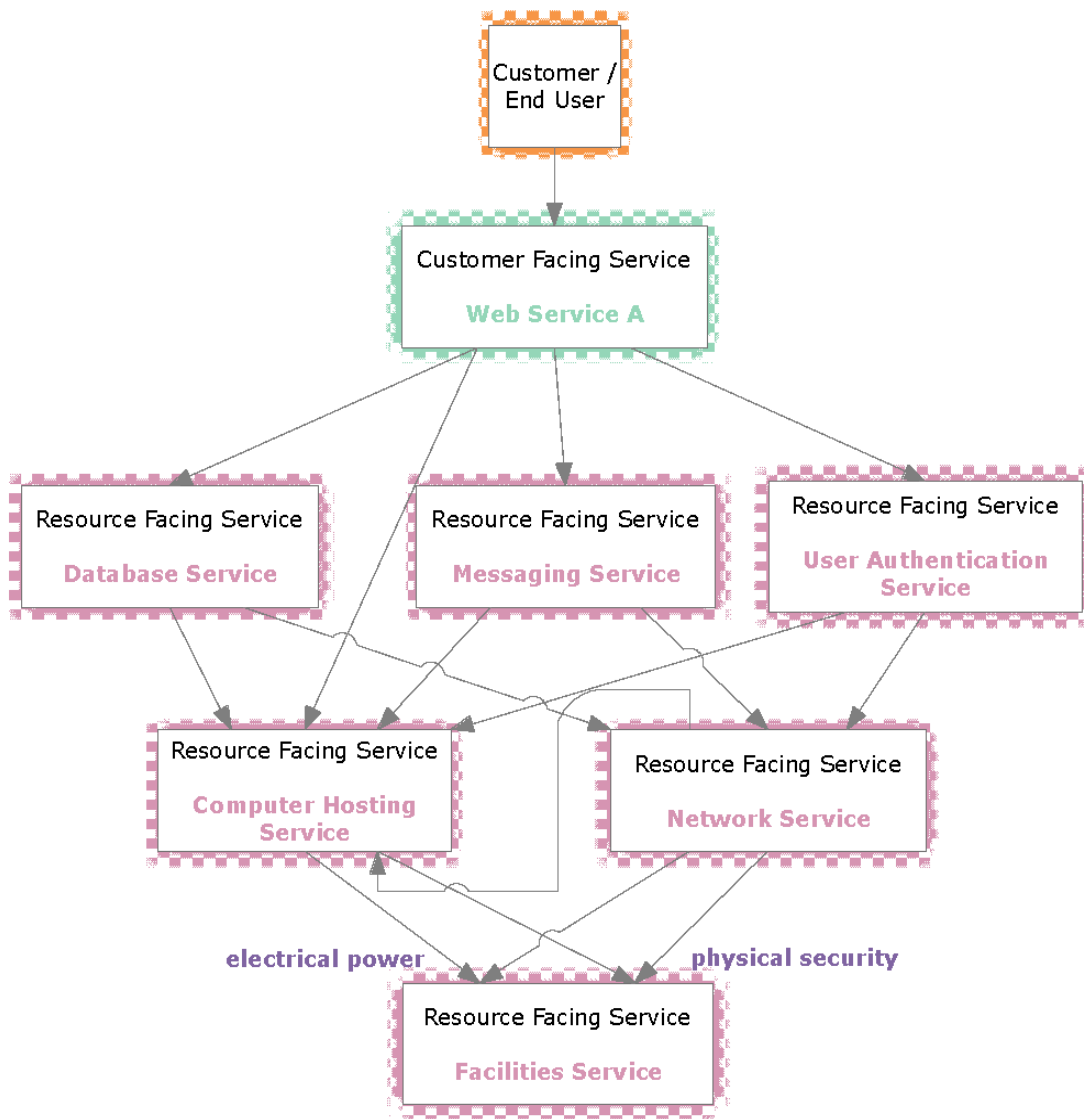 Customer /
End User
Customer Facing Service
Web Service A
Resource Facing Service
Database Service
Resource Facing Service
Messaging Service
Resource Facing Service
User Authentication
Service
Resource Facing Service
Computer Hosting
Service
Resource Facing Service
Network Service
electrical power
physical security
Resource Facing Service
Facilities Service